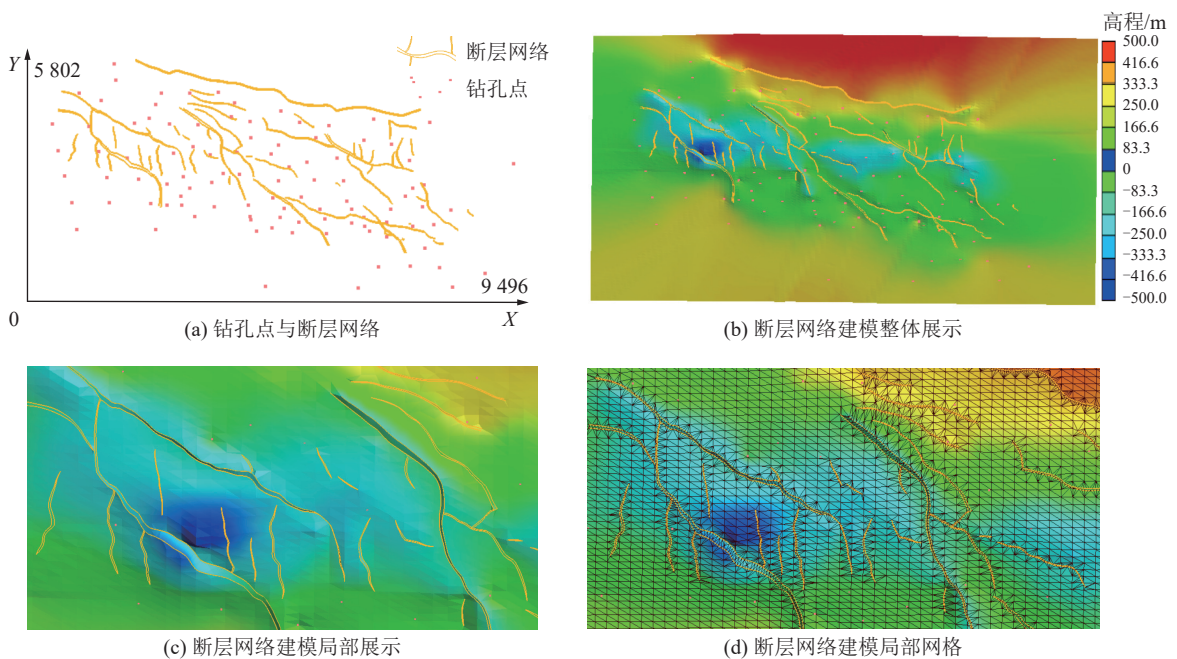 Y
5 802
断层网络
钻孔点
9 496
0
X
(a) 钻孔点与断层网络
高程/m
500.0
416.6
333.3
250.0
166.6
83.3
0
−83.3
−166.6
−250.0
−333.3
−416.6
−500.0
(b) 断层网络建模整体展示
(c) 断层网络建模局部展示
(d) 断层网络建模局部网格